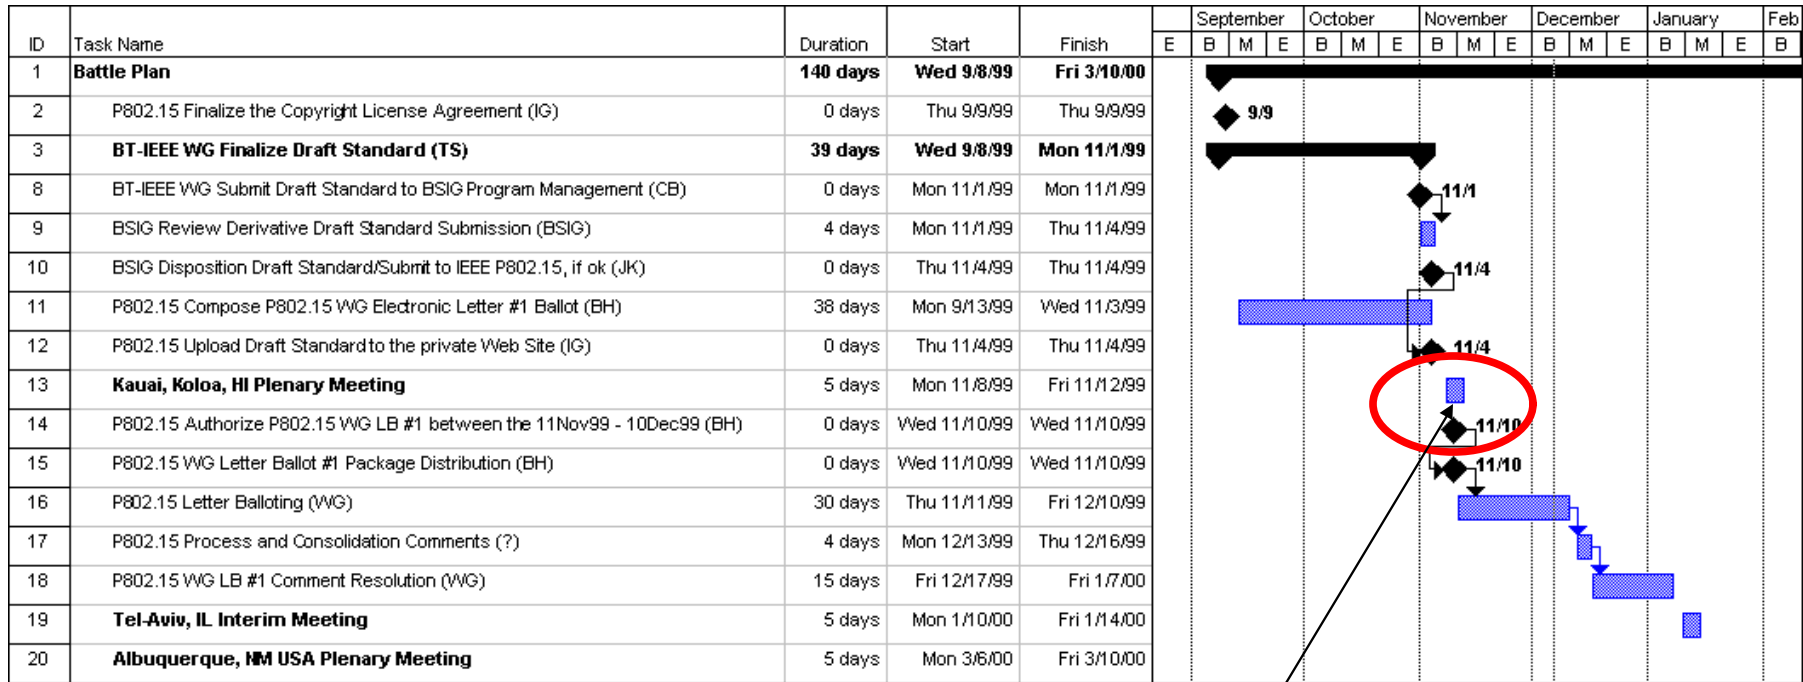 September October November December January Feb
ID Task Name Duration Start Finish E B M E B M E B M E B M E B M E B
1 Battle Plan 140 days Wed 9/8/99 Fri 3/10/00
2 P802.15 Finalize the Copyright License Agreement (IG) 0 days Thu 9/9/99 Thu 9/9/99 9/9
3 BT-IEEE WG Finalize Draft Standard (TS) 39 days Wed 9/8/99 Mon 11/1/99
8 BT-IEEE WG Submit Draft Standard to BSIG Program Management (CB) 0 days Mon 11/1/99 Mon 11/1/99 11/1
9 BSIG Review Derivative Draft Standard Submission (BSIG) 4 days Mon 11/1/99 Thu 11/4/99
10 BSIG Disposition Draft Standard/Submit to IEEE P802.15, if ok (JK) 0 days Thu 11/4/99 Thu 11/4/99 11/4
11 P802.15 Compose P802.15 WG Electronic Letter #1 Ballot (BH) 38 days Mon 9/13/99 Wed 11/3/99
12 P802.15 Upload Draft Standard to the private Web Site (IG) 0 days Thu 11/4/99 Thu 11/4/99 11/4
13 Kauai, Koloa, HI Plenary Meeting 5 days Mon 11/8/99 Fri 11/12/99
14 P802.15 Authorize P802.15 WG LB #1 between the 11Nov99 - 10Dec99 (BH) 0 days Wed 11/10/99 Wed 11/10/99 11/10
15 P802.15 WG Letter Ballot #1 Package Distribution (BH) 0 days Wed 11/10/99 Wed 11/10/99 11/10
16 P802.15 Letter Balloting (WG) 30 days Thu 11/11/99 Fri 12/10/99
17 P802.15 Process and Consolidation Comments (?) 4 days Mon 12/13/99 Thu 12/16/99
18 P802.15 WG LB #1 Comment Resolution (WG) 15 days Fri 12/17/99 Fri 1/7/00
19 Tel-Aviv, IL Interim Meeting 5 days Mon 1/10/00 Fri 1/14/00
20 Albuquerque, NM USA Plenary Meeting 5 days Mon 3/6/00 Fri 3/10/00